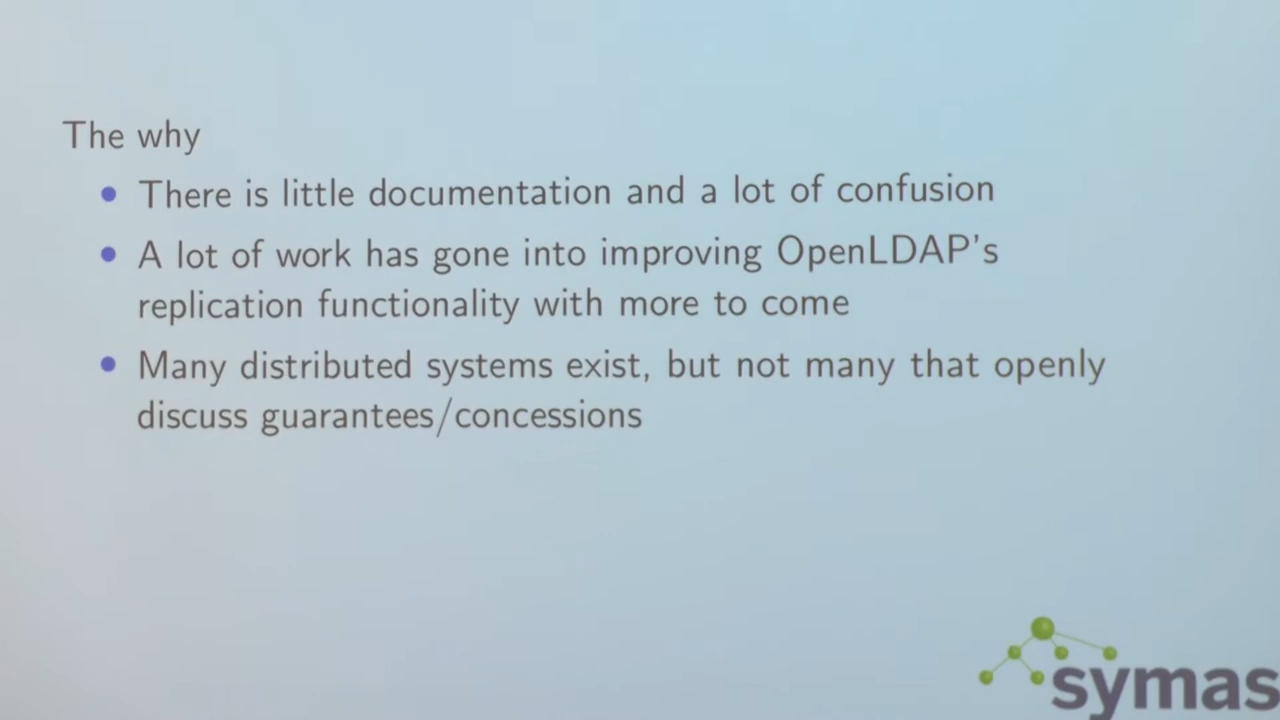 The why
There is little documentation and a lot of confusion
A lot of work has gone into improving OpenLDAP's
replication functionality with more to come
Many distributed systems exist, but not many that openly
discuss guarantees/concessions
symas